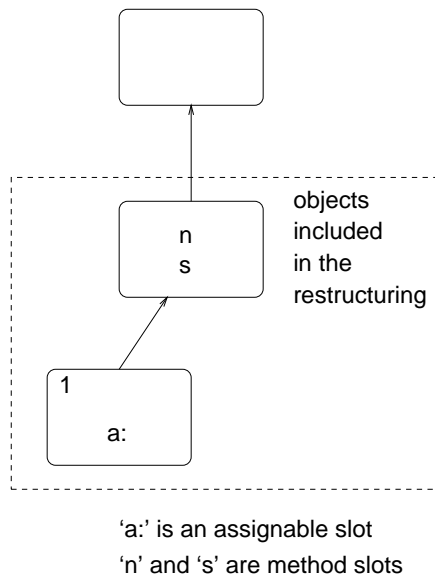 n
s
objects
included
in the
restructuring
1
a:
‘a:’ is an assignable slot
‘n’ and ‘s’ are method slots